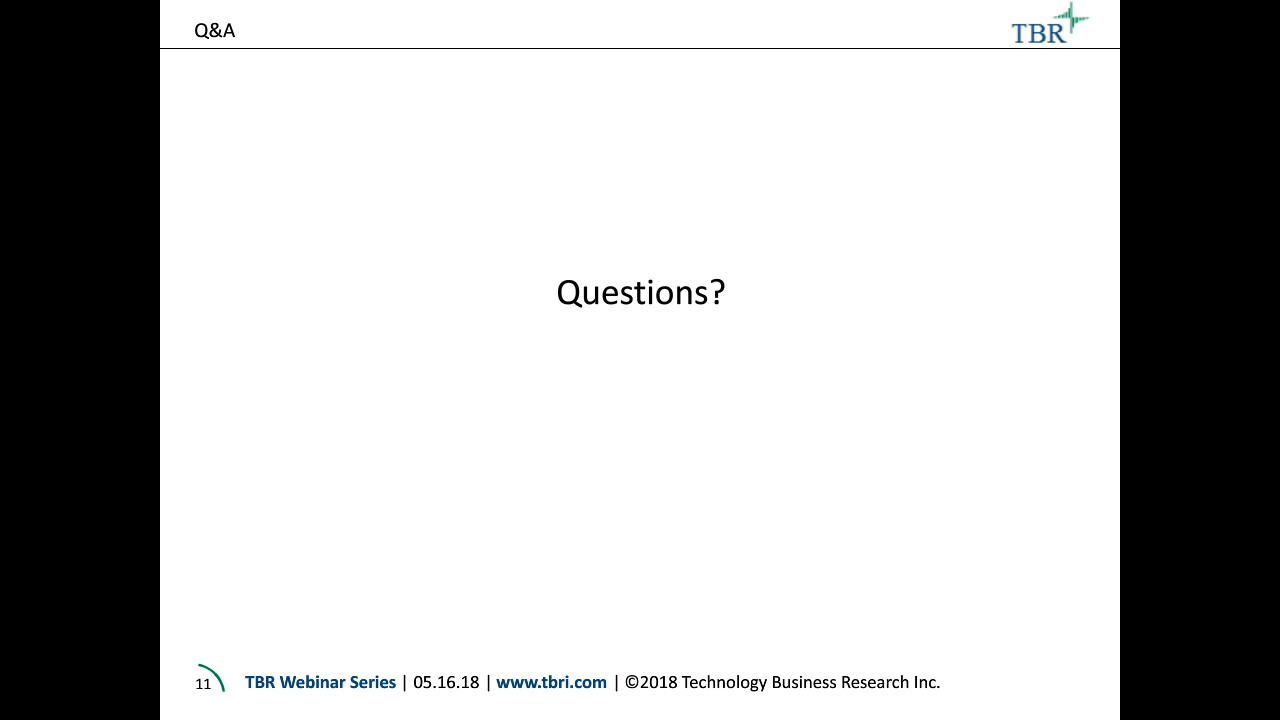 Q&A
TBR
Questions?
11
TBR Webinar Series | 05.16.18 | www.tbri.com | ©2018 Technology Business Research Inc.